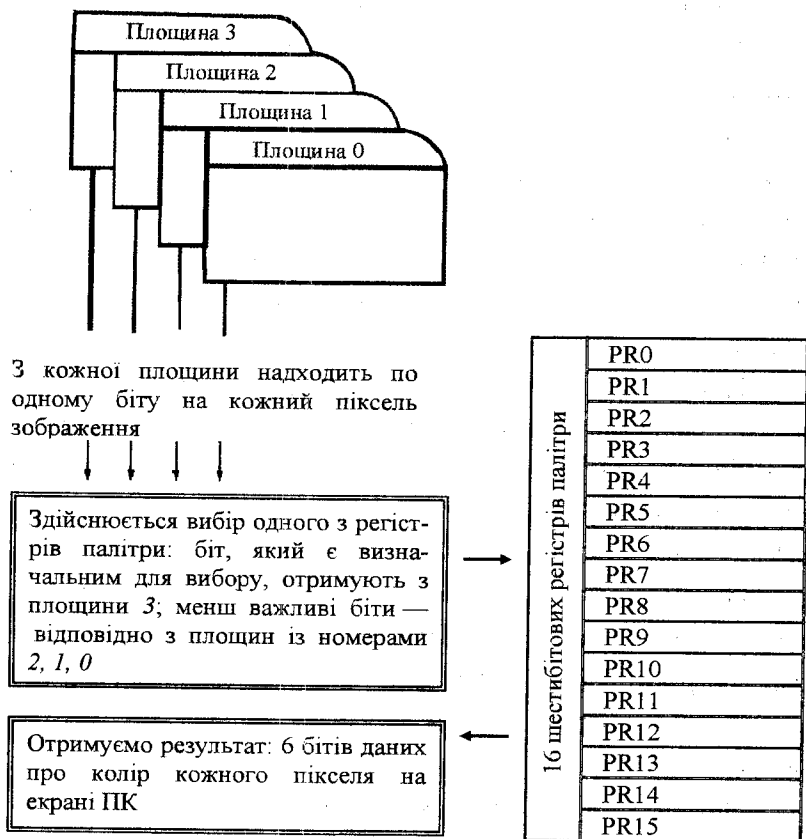 Площина 3
Площина 2
Площина 1
Площина 0
З кожної площини надходить по
одному біту на кожний піксель
зображення
Здійснюється вибір одного з регіст-
рів палітри: біт, який є визна-
чальним для вибору, отримують з
площини 3; менш важливі біти —
відповідно з площин із номерами
2, 1, 0
Отримуємо результат: 6 бітів даних
про колір кожного пікселя на
екрані ПК
16 шестибітових регістрів палітри
PR0
PR1
PR2
PR3
PR4
PR5
PR6
PR7
PR8
PR9
PR10
PR11
PR12
PR13
PR14
PR15